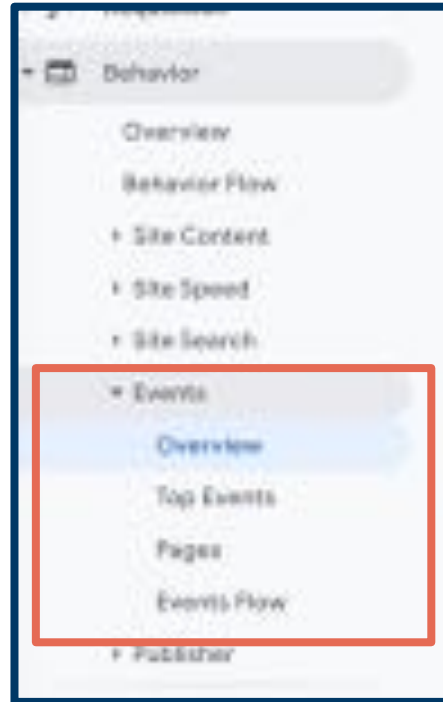 Behavior
Overview
Behavior Flow
Site Content
Site Speed
Site Search
Events
Overview
Top Events
Pages
Events Flow
Publisher